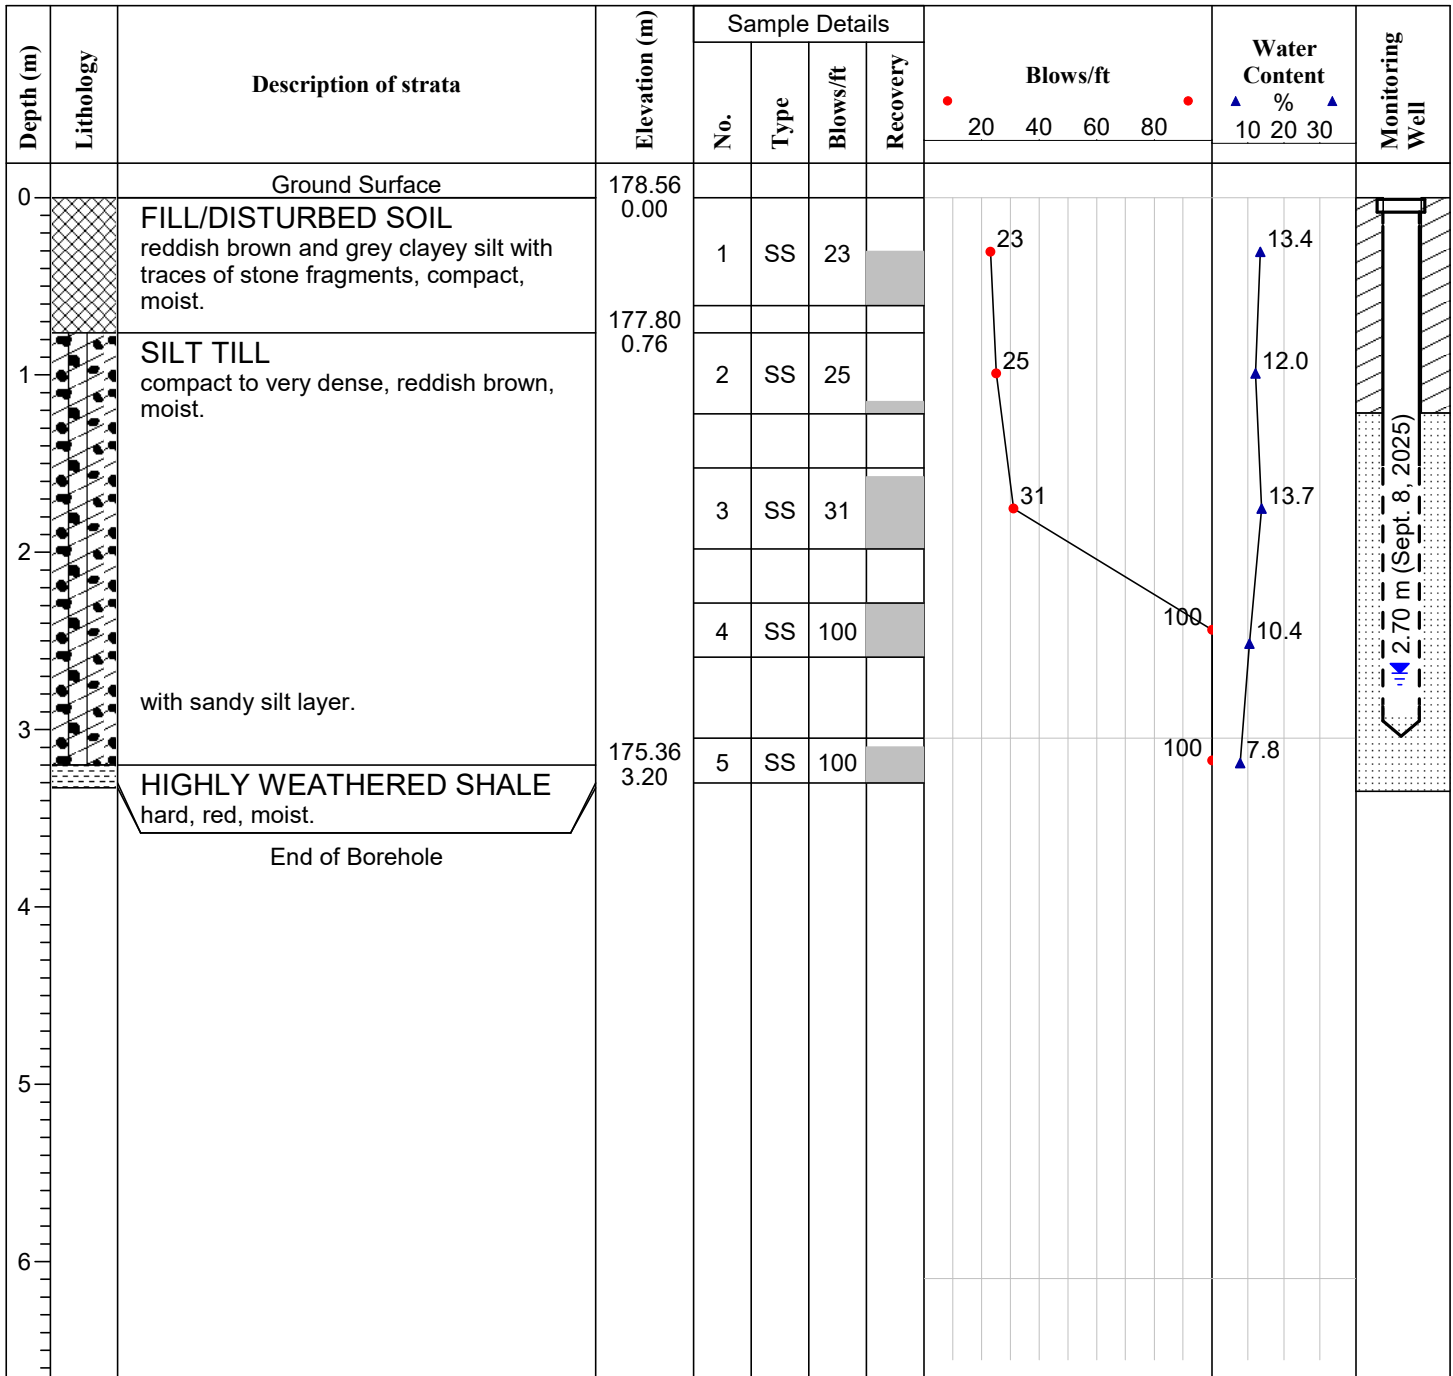 Depth (m)
Lithology
Description of strata
Elevation (m)
Sample Details
No.
Type
Blows/ft
Recovery
Blows/ft
20 40 60 80
Water
Content
%
10 20 30
Monitoring
Well
Ground Surface
178.56
0
0.00
FILL/DISTURBED SOIL
reddish brown and grey clayey silt with
traces of stone fragments, compact,
moist.
1 SS 23
23
13.4
177.80
0.76
SILT TILL
compact to very dense, reddish brown,
moist.
1
2 SS 25
25
12.0
3 SS 31
31
13.7
2
4 SS 100
100
10.4
2.70 m (Sept. 8, 2025)
with sandy silt layer.
3
175.36
3.20
5 SS 100
100
7.8
HIGHLY WEATHERED SHALE
hard, red, moist.
End of Borehole
4
5
6